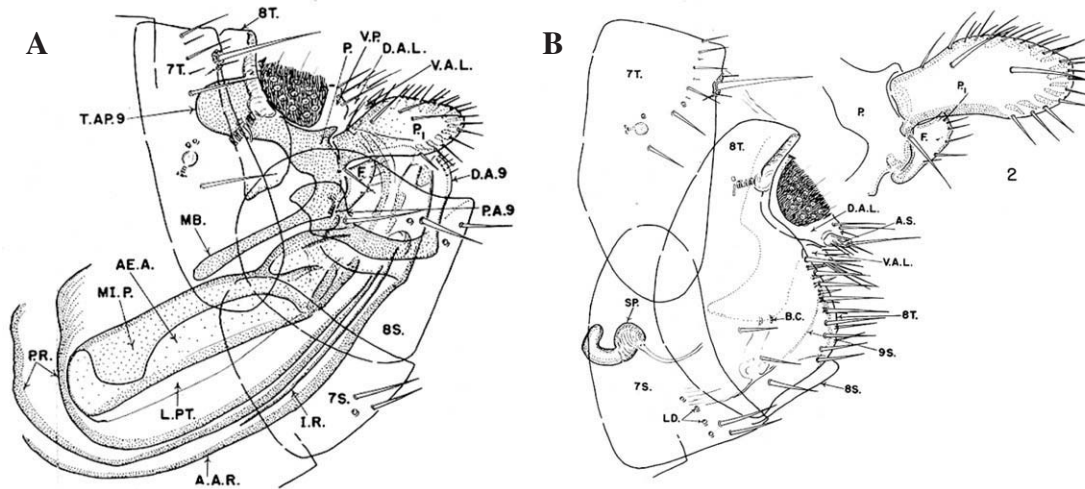 A
8T.
7T.
P.
V.P.
D.A.L.
V.A.L.
T.AP.9
P₁
F.
D.A.9
P.A.9
MB.
AE.A.
MI.P.
P.R.
8S.
L.PT.
7S.
I.R.
A.A.R.
B
7T.
8T.
P.
P₁
F.
2
D.A.L.
A.S.
V.A.L.
SP.
B.C.
8T.
9S.
7S.
8S.
L.D.